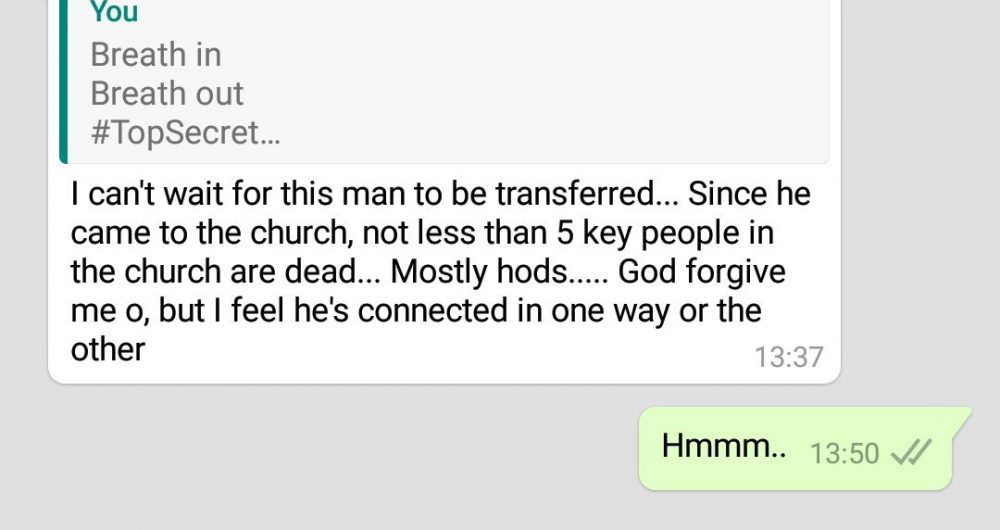 You
Breath in
Breath out
#TopSecret...
I can't wait for this man to be transferred... Since he
came to the church, not less than 5 key people in
the church are dead... Mostly hods..... God forgive
me o, but I feel he's connected in one way or the
other
13:37
Hmmm.. 13:50